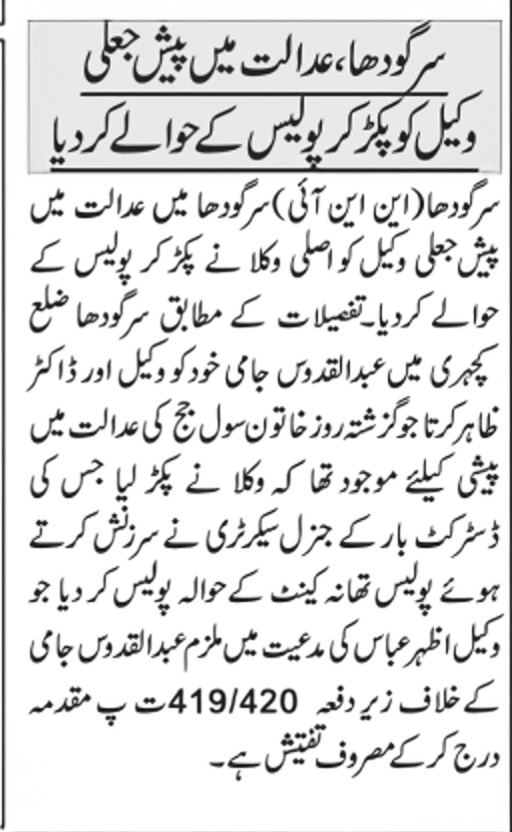 سرگودھا،عدالت میں پیش جعلی
وکیل کو پکڑ کر پولیس کے حوالے کردیا
سرگودھا(این این آئی)سرگودھا میں عدالت میں
پیش جعلی وکیل کو اصلی وکلا نے پکڑ کر پولیس کے
حوالے کردیا۔تفصیلات کے مطابق سرگودھا ضلع
کچہری میں عبدالقدوس جامی خود کو وکیل اور ڈاکٹر
ظاہر کرتا جو گزشتہ روز خاتون سول جج کی عدالت میں
پیشی کیلئے موجود تھا کہ وکلا نے پکڑ لیا جس کی
ڈسٹرکٹ بار کے جنرل سیکرٹری نے سرزنش کرتے
ہوئے پولیس تھانہ کینٹ کے حوالہ پولیس کر دیا جو
وکیل اظہر عباس کی مدعیت میں ملزم عبدالقدوس جامی
کے خلاف زیر دفعہ 419/420ت پ مقدمہ
درج کر کے مصروف تفتیش ہے۔